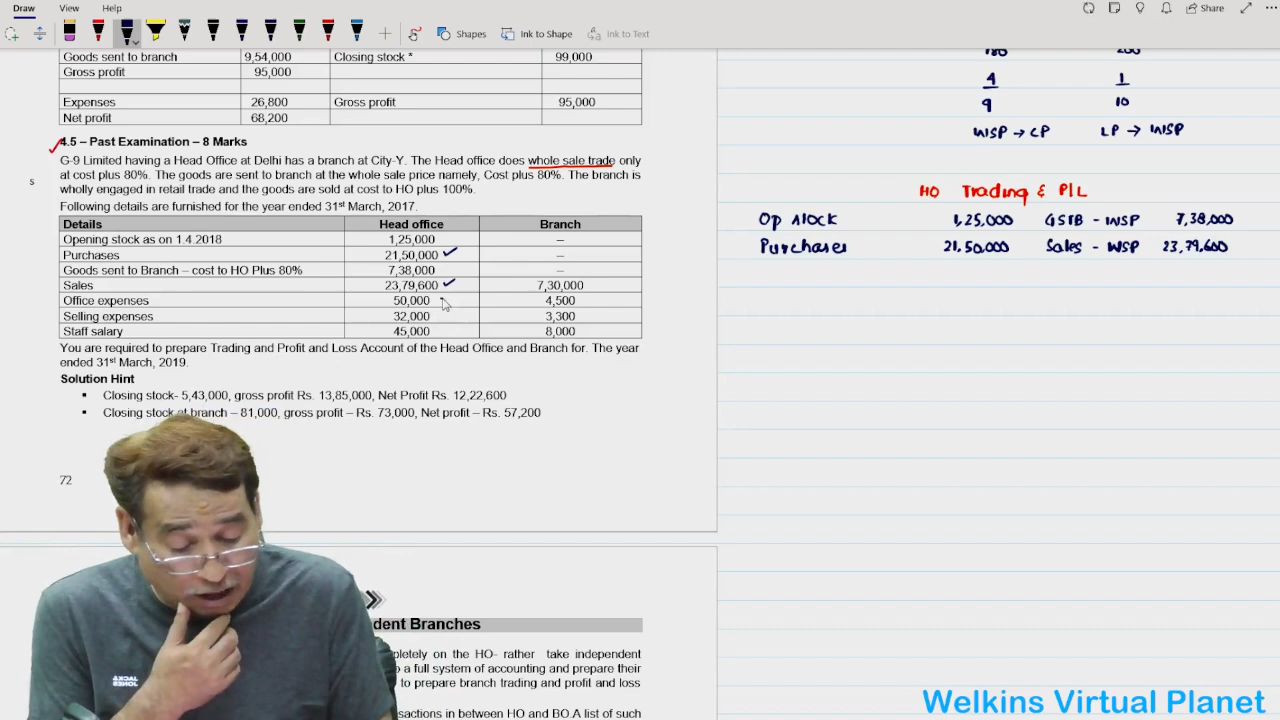 Draw Insert View Help
Shapes Ink to Shape Ink to Text Share
Goods sent to branch 9,54,000 Closing stock * 99,000
Gross profit 95,000
Expenses 26,800 Gross profit 95,000
Net profit 68,200
4.5 – Past Examination – 8 Marks
G-9 Limited having a Head Office at Delhi has a branch at City-Y. The Head office does whole sale trade only
at cost plus 80%. The goods are sent to branch at the whole sale price namely, Cost plus 80%. The branch is
s
wholly engaged in retail trade and the goods are sold at cost to HO plus 100%.
Following details are furnished for the year ended 31st March, 2017.
Details Head office Branch
Opening stock as on 1.4.2018 1,25,000 –
Purchases 21,50,000 –
Goods sent to Branch – cost to HO Plus 80% 7,38,000 –
Sales 23,79,600 7,30,000
Office expenses 50,000 4,500
Selling expenses 32,000 3,300
Staff salary 45,000 8,000
You are required to prepare Trading and Profit and Loss Account of the Head Office and Branch for. The year
ended 31st March, 2019.
Solution Hint
Closing stock- 5,43,000, gross profit Rs. 13,85,000, Net Profit Rs. 12,22,600
Closing stock at branch – 81,000, gross profit – Rs. 73,000, Net profit – Rs. 57,200
72
dent Branches
pletely on the HO- rather take independent
a full system of accounting and prepare their
to prepare branch trading and profit and loss
sactions in between HO and BO.A list of such
180 200
4 1
9 10
WSP → CP LP → WSP
HO Trading & P/L
Op Stock 1,25,000 GSTB - WSP 7,38,000
Purchases 21,50,000 Sales - WSP 23,79,600
Welkins Virtual Planet